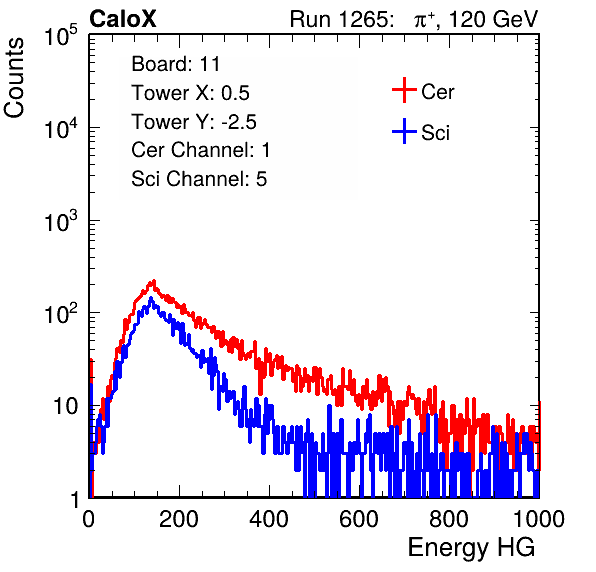 CaloX Run 1265: π⁺, 120 GeV
Counts
10⁵
10⁴
10³
10²
10
1
Board: 11
Tower X: 0.5
Tower Y: -2.5
Cer Channel: 1
Sci Channel: 5
Cer
Sci
0 200 400 600 800 1000
Energy HG